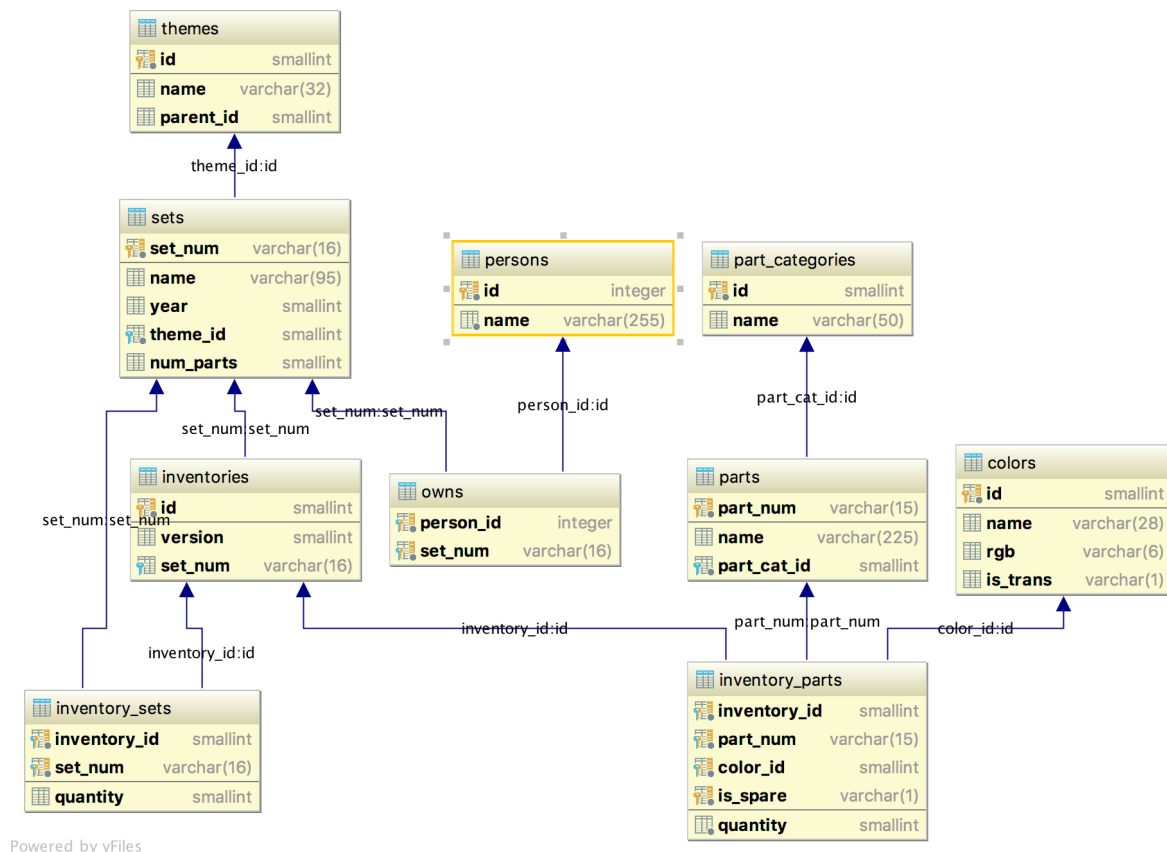 themes
id smallint
name varchar(32)
parent_id smallint
theme_id:id
sets
set_num varchar(16)
name varchar(95)
year smallint
theme_id smallint
num_parts smallint
persons
id integer
name varchar(255)
part_categories
id smallint
name varchar(50)
set_num:set_num
set_num:set_num
person_id:id
part_cat_id:id
inventories
id smallint
version smallint
set_num varchar(16)
set_num:set_num
owns
person_id integer
set_num varchar(16)
parts
part_num varchar(15)
name varchar(225)
part_cat_id smallint
colors
id smallint
name varchar(28)
rgb varchar(6)
is_trans varchar(1)
inventory_id:id
inventory_id:id
part_num:part_num
color_id:id
inventory_sets
inventory_id smallint
set_num varchar(16)
quantity smallint
inventory_parts
inventory_id smallint
part_num varchar(15)
color_id smallint
is_spare varchar(1)
quantity smallint
Powered by yFiles